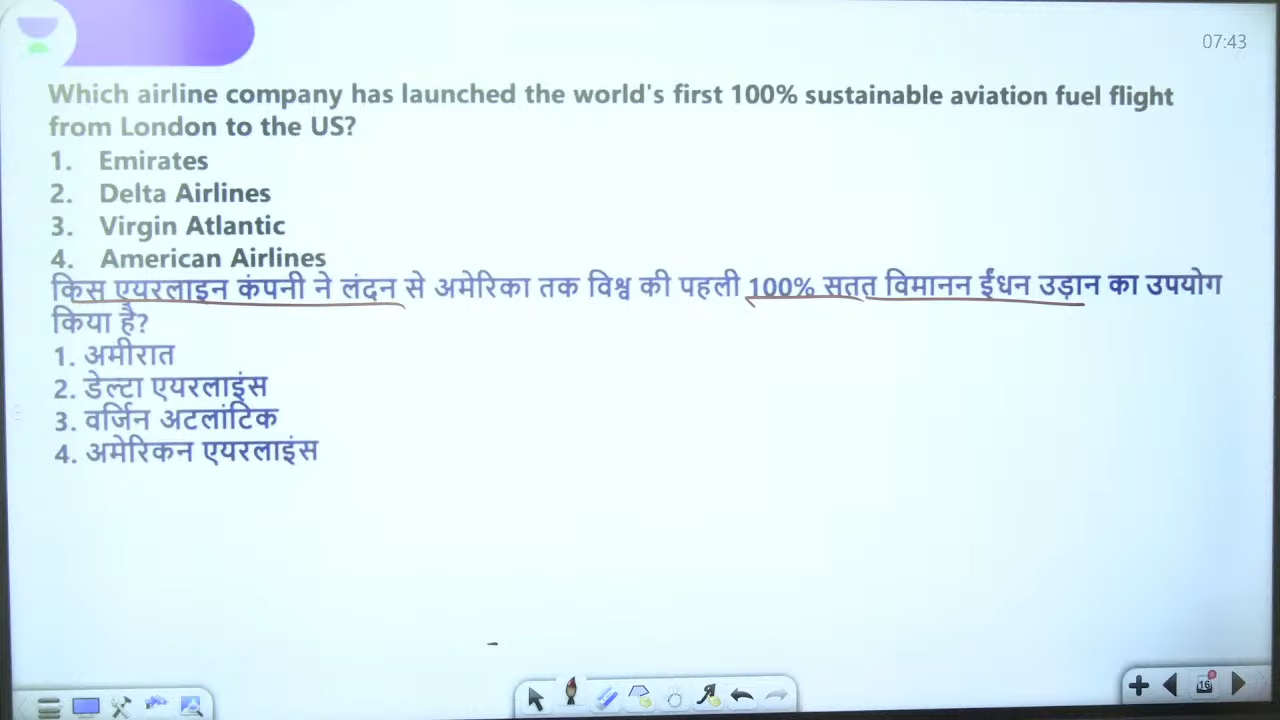 07:43
Which airline company has launched the world's first 100% sustainable aviation fuel flight
from London to the US?
1. Emirates
2. Delta Airlines
3. Virgin Atlantic
4. American Airlines
किस एयरलाइन कंपनी ने लंदन से अमेरिका तक विश्व की पहली 100% सतत विमानन ईंधन उड़ान का उपयोग
किया है?
1. अमीरात
2. डेल्टा एयरलाइंस
3. वर्जिन अटलांटिक
4. अमेरिकन एयरलाइंस
16